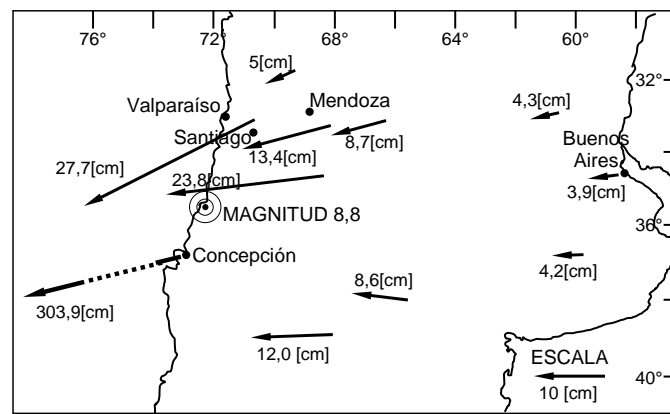 76°
72°
68°
64°
60°
32°
5[cm]
4,3[cm]
Valparaíso
Mendoza
Santiago
13,4[cm]
8,7[cm]
Buenos
Aires
27,7[cm]
23,8[cm]
3,9[cm]
MAGNITUD 8,8
36°
Concepción
4,2[cm]
8,6[cm]
303,9[cm]
12,0 [cm]
ESCALA
10 [cm]
40°